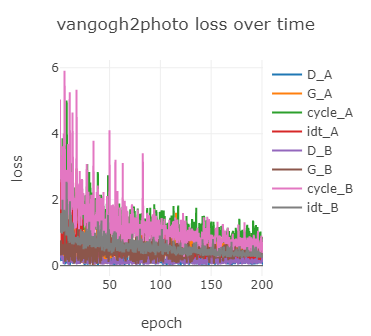 vangogh2photo loss over time
loss
6
4
2
0
50
100
150
200
epoch
D_A
G_A
cycle_A
idt_A
D_B
G_B
cycle_B
idt_B